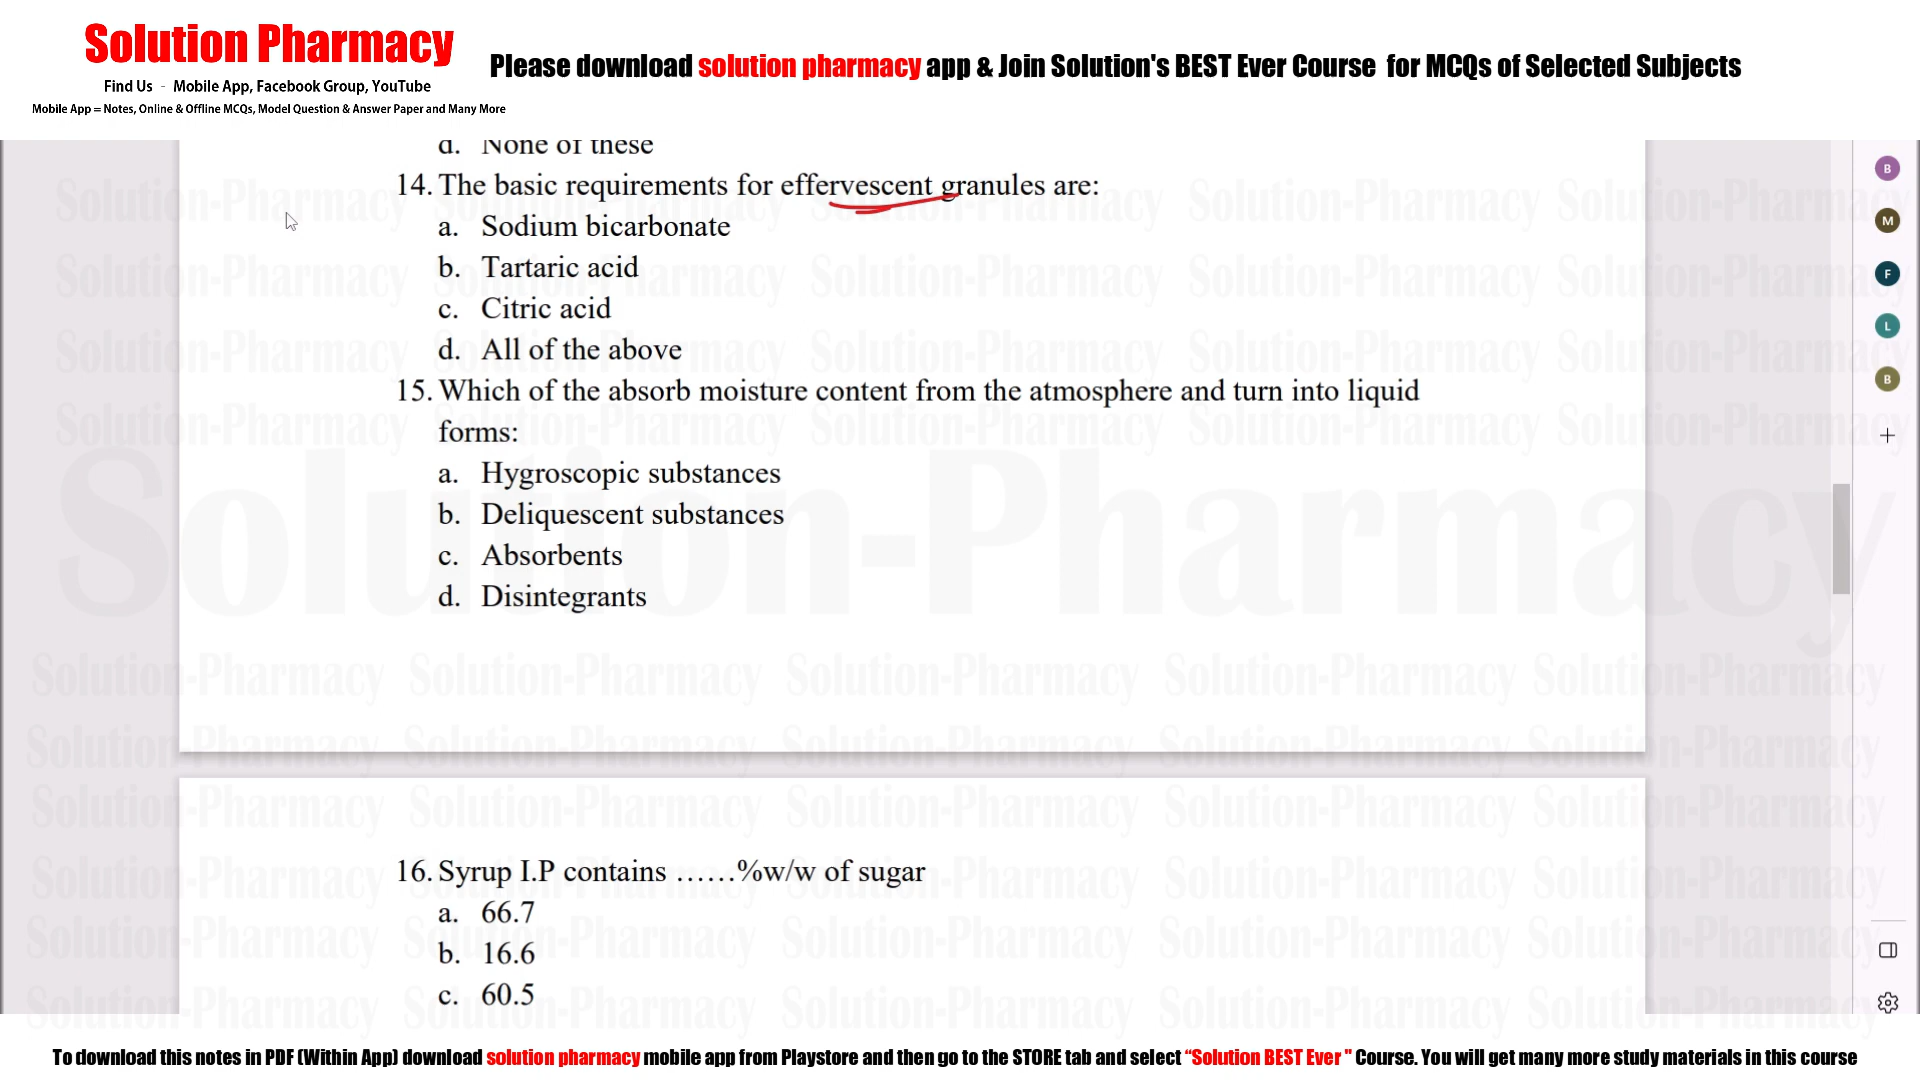 Solution Pharmacy
Find Us - Mobile App, Facebook Group, YouTube
Mobile App = Notes, Online & Offline MCQs, Model Question & Answer Paper and Many More
Please download solution pharmacy app & Join Solution's BEST Ever Course for MCQs of Selected Subjects
d. None of these
14. The basic requirements for effervescent granules are:
a. Sodium bicarbonate
b. Tartaric acid
c. Citric acid
d. All of the above
15. Which of the absorb moisture content from the atmosphere and turn into liquid
forms:
a. Hygroscopic substances
b. Deliquescent substances
c. Absorbents
d. Disintegrants
Solution-Pharmacy
16. Syrup I.P contains ......%w/w of sugar
a. 66.7
b. 16.6
c. 60.5
B
M
F
L
B
To download this notes in PDF (Within App) download solution pharmacy mobile app from Playstore and then go to the STORE tab and select “Solution BEST Ever " Course. You will get many more study materials in this course